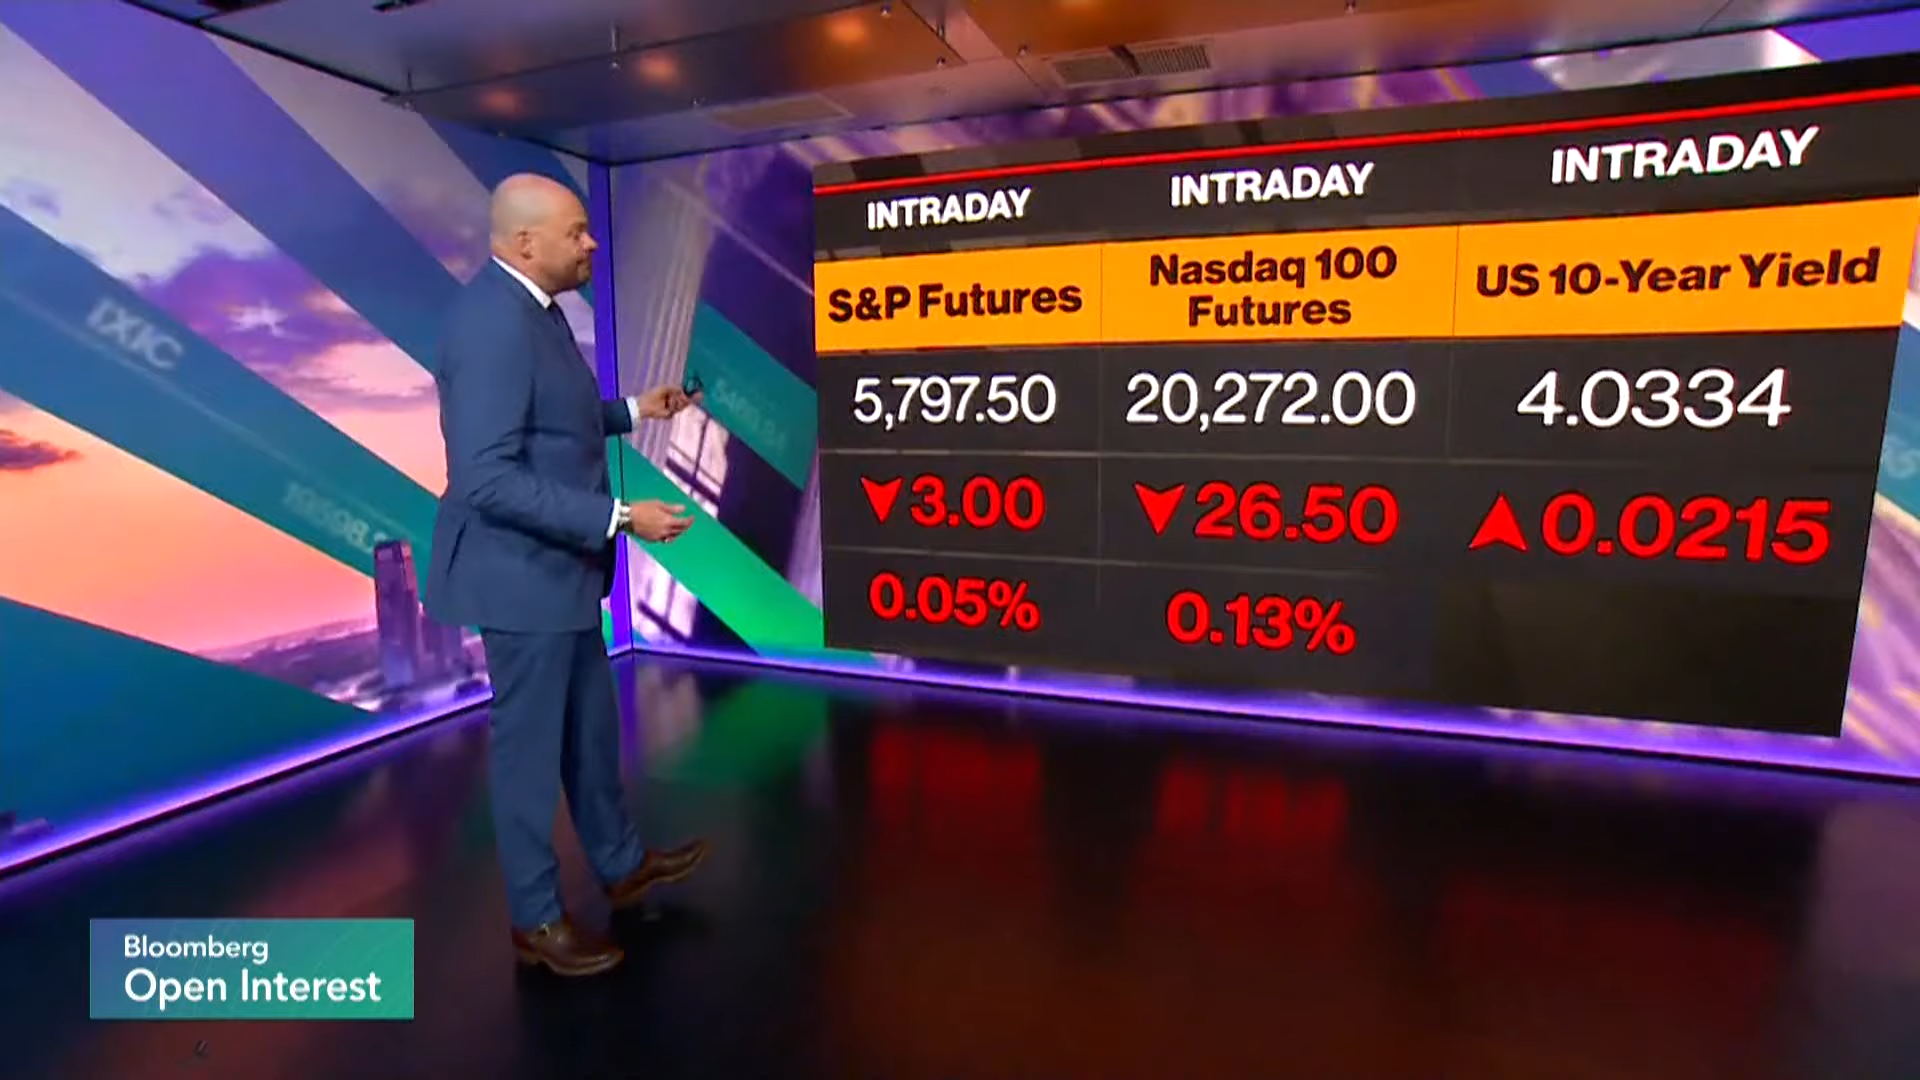 INTRADAY
INTRADAY
INTRADAY
S&P Futures
Nasdaq 100
Futures
US 10-Year Yield
5,797.50
20,272.00
4.0334
▼3.00
▼26.50
▲0.0215
0.05%
0.13%
IXIC
Bloomberg
Open Interest